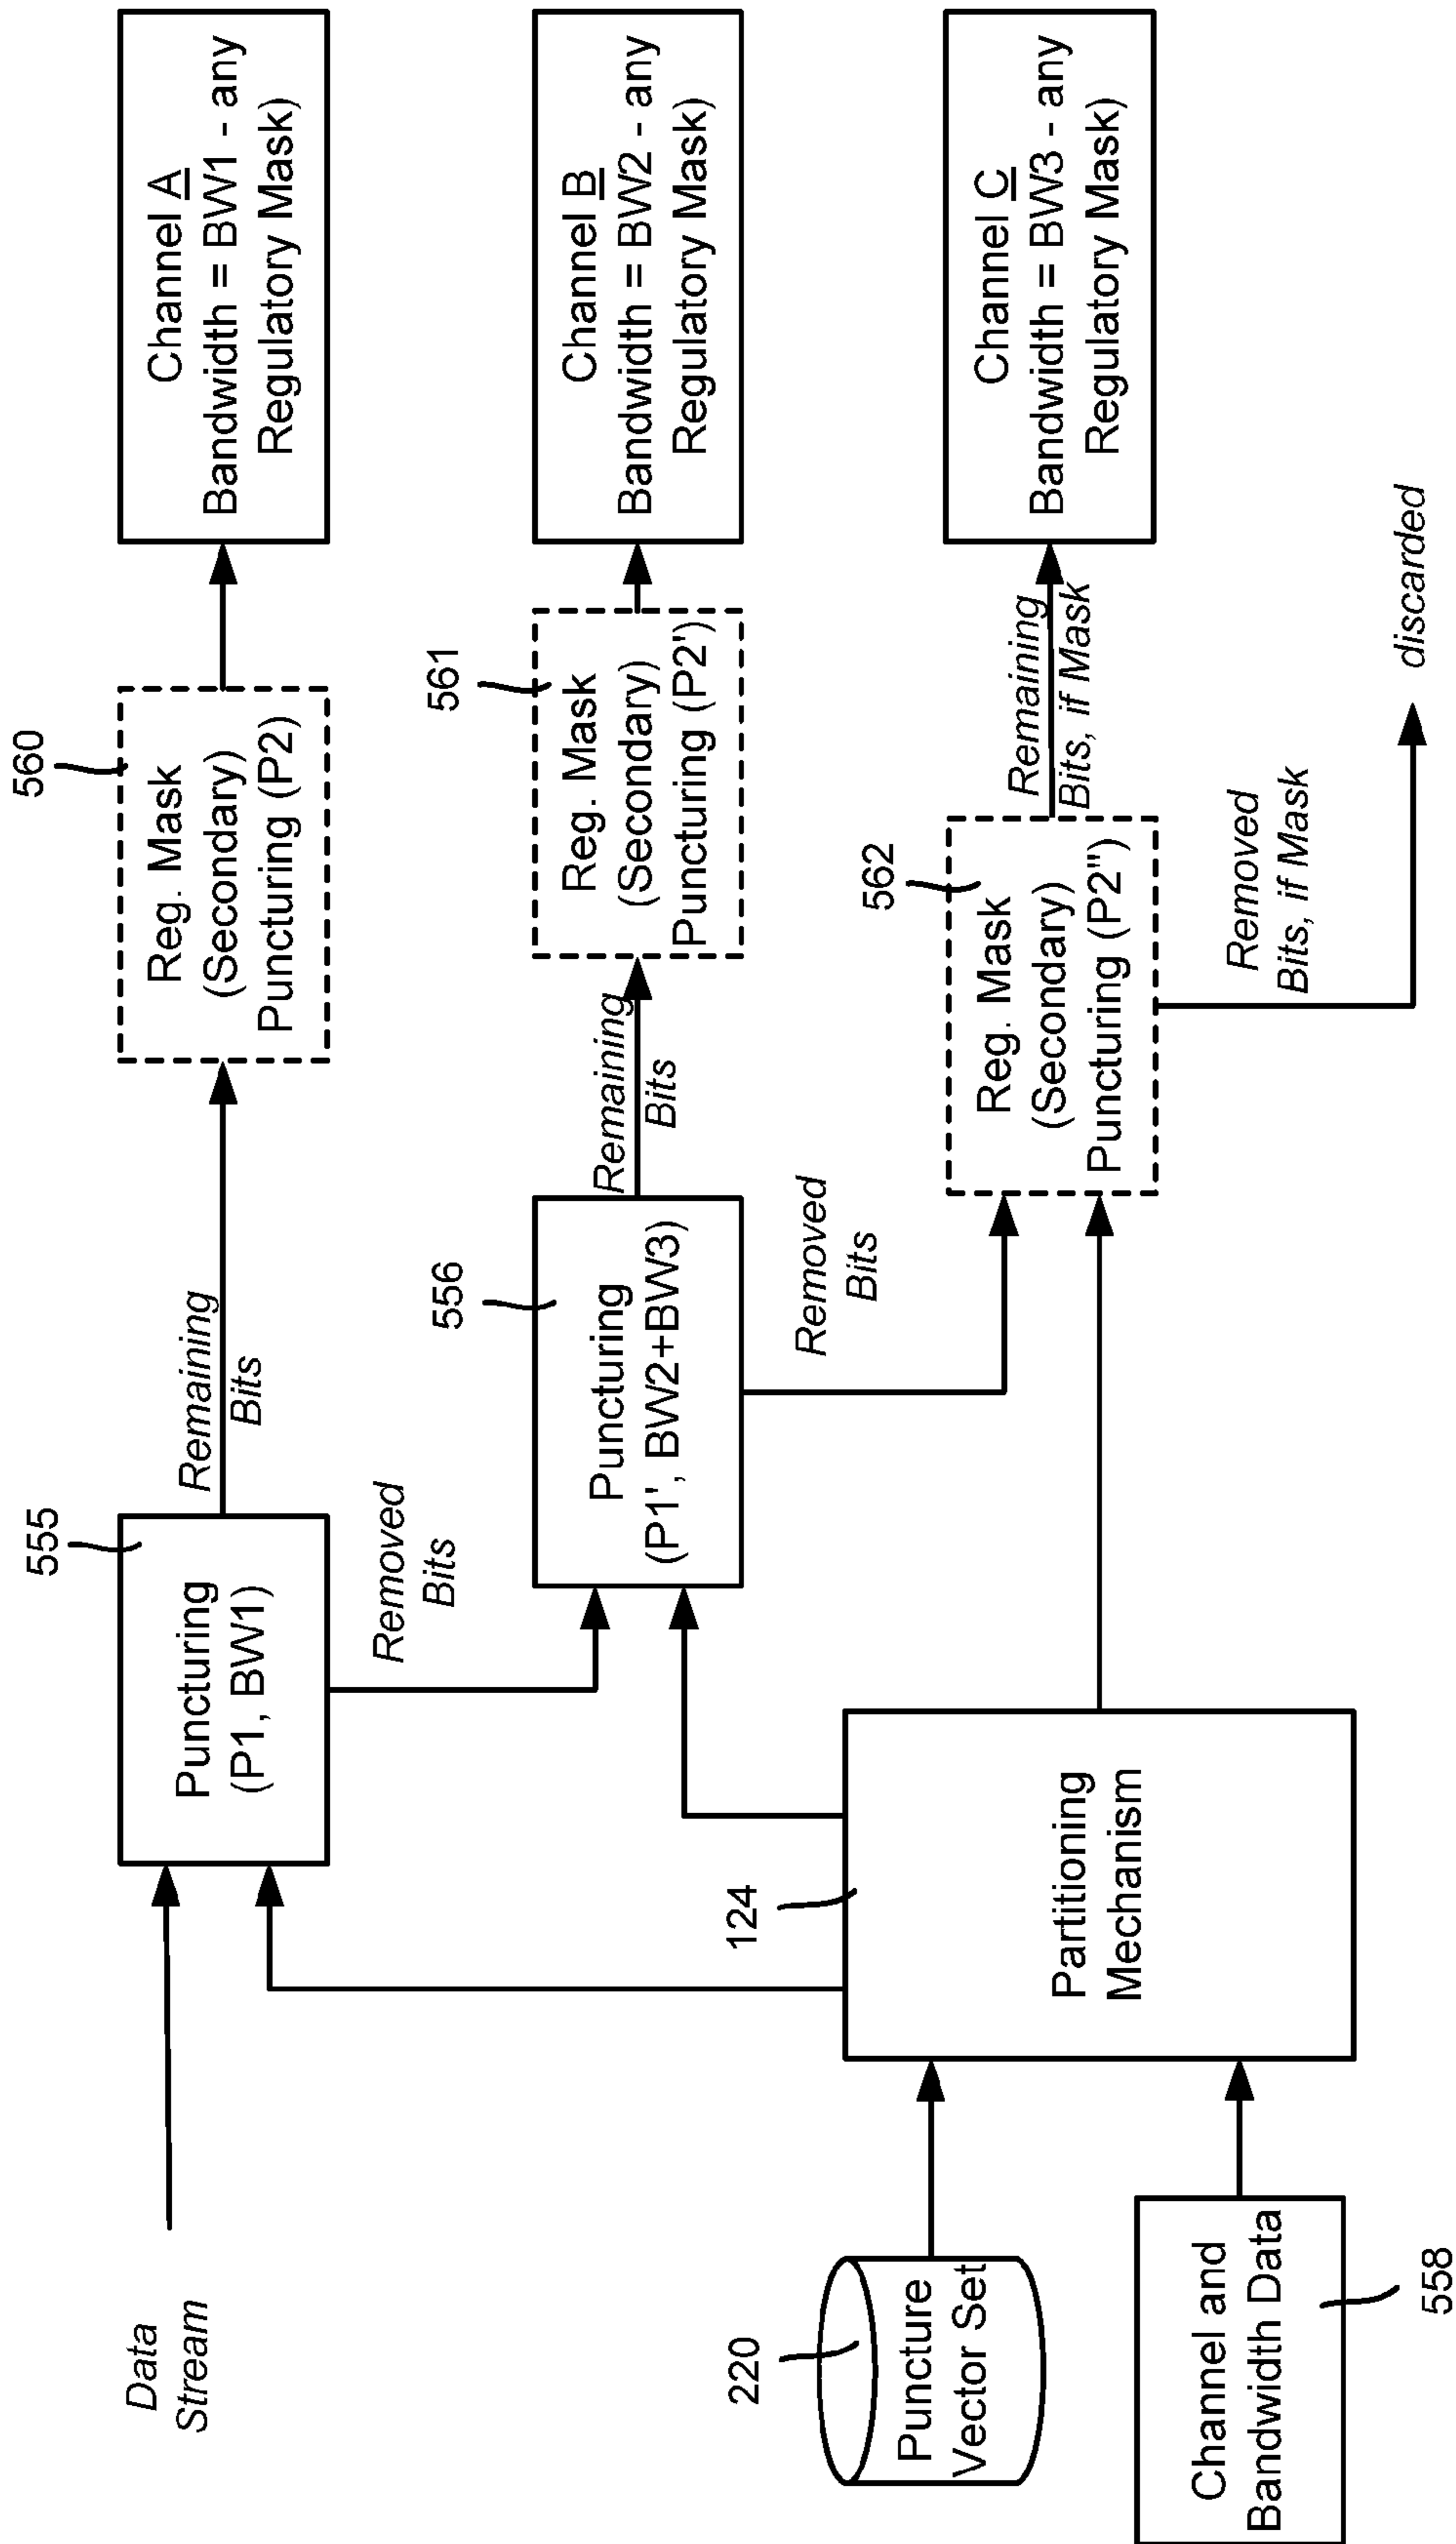 Data
Stream
555
Puncturing
(P1, BW1)
Remaining
Bits
560
Reg. Mask
(Secondary)
Puncturing (P2)
Channel A
Bandwidth = BW1 - any
Regulatory Mask)
Removed
Bits
556
Puncturing
(P1', BW2+BW3)
Remaining
Bits
561
Reg. Mask
(Secondary)
Puncturing (P2')
Channel B
Bandwidth = BW2 - any
Regulatory Mask)
Removed
Bits
562
Reg. Mask
(Secondary)
Puncturing (P2")
Remaining
Bits, if Mask
Channel C
Bandwidth = BW3 - any
Regulatory Mask)
Removed
Bits, if Mask
discarded
220
Puncture
Vector Set
124
Partitioning
Mechanism
Channel and
Bandwidth Data
558